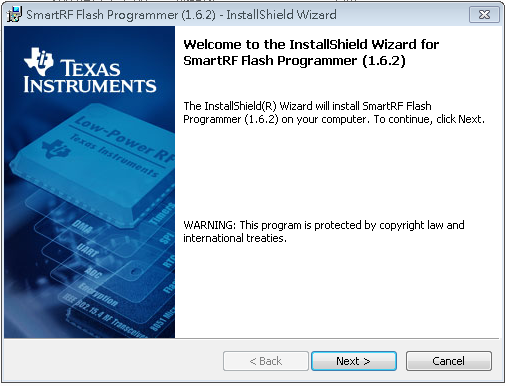 SmartRF Flash Programmer (1.6.2) - InstallShield Wizard
TEXAS
INSTRUMENTS
Low-Power RF
Texas Instruments
DMA
UART
ADC
Encryption
IEEE 802.15.4 RF Transceiver
Timers
8051
Welcome to the InstallShield Wizard for
SmartRF Flash Programmer (1.6.2)
The InstallShield(R) Wizard will install SmartRF Flash
Programmer (1.6.2) on your computer. To continue, click Next.
WARNING: This program is protected by copyright law and
international treaties.
< Back
Next >
Cancel